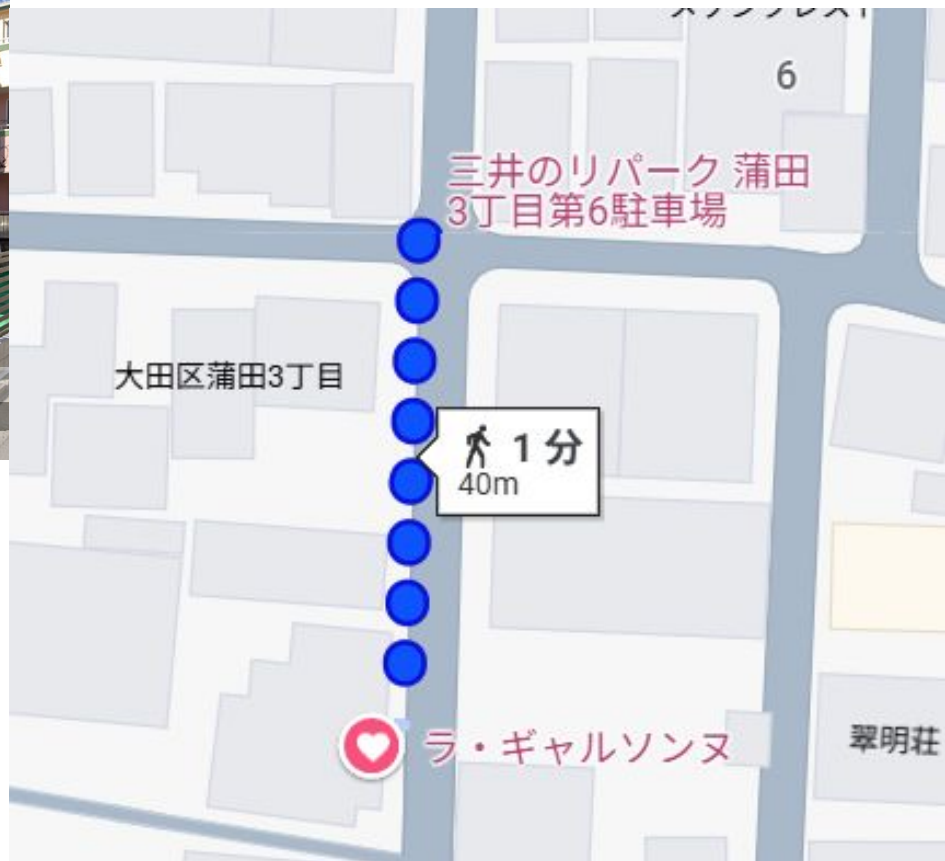 6
三井のリパーク 蒲田
3丁目第6駐車場
大田区蒲田3丁目
1 分
40m
ラ・ギャルソンヌ
翠明荘